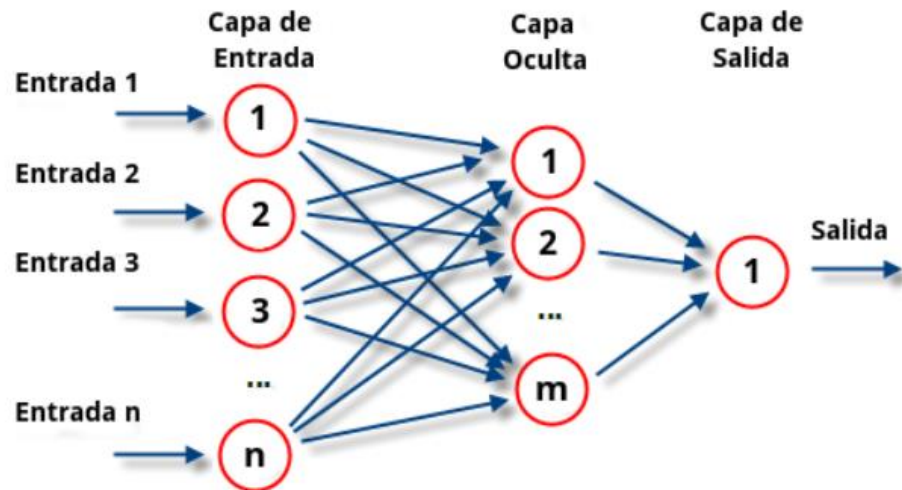 Capa de
Entrada
Capa
Oculta
Capa de
Salida
Entrada 1
1
Entrada 2
2
Entrada 3
3
...
Entrada n
n
1
2
...
m
1
Salida